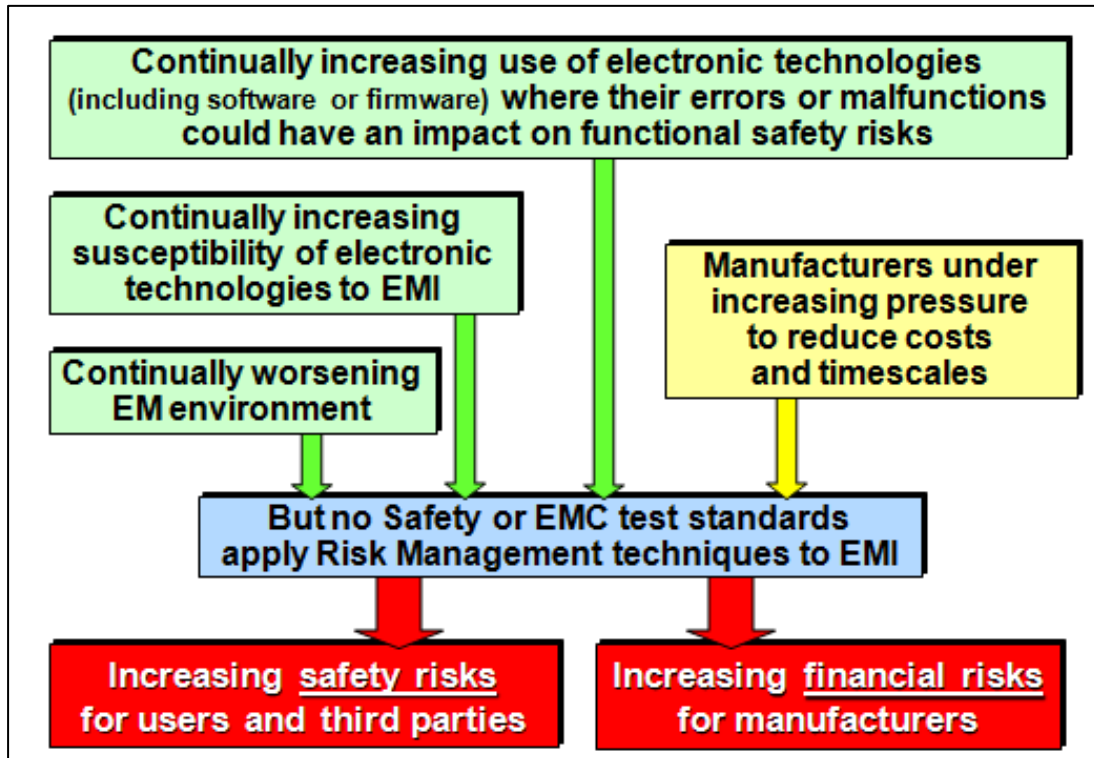 Continually increasing use of electronic technologies
(including software or firmware) where their errors or malfunctions
could have an impact on functional safety risks
Continually increasing
susceptibility of electronic
technologies to EMI
Manufacturers under
increasing pressure
to reduce costs
and timescales
Continually worsening
EM environment
But no Safety or EMC test standards
apply Risk Management techniques to EMI
Increasing safety risks
for users and third parties
Increasing financial risks
for manufacturers